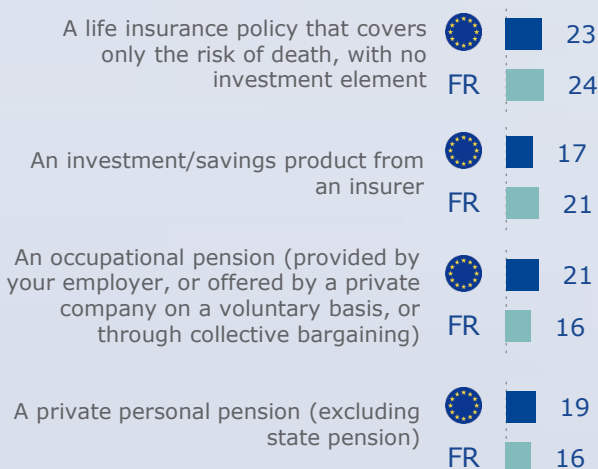 A life insurance policy that covers
only the risk of death, with no
investment element
23
FR 24
An investment/savings product from
an insurer
17
FR 21
An occupational pension (provided by
your employer, or offered by a private
company on a voluntary basis, or
through collective bargaining)
21
FR 16
A private personal pension (excluding
state pension)
19
FR 16